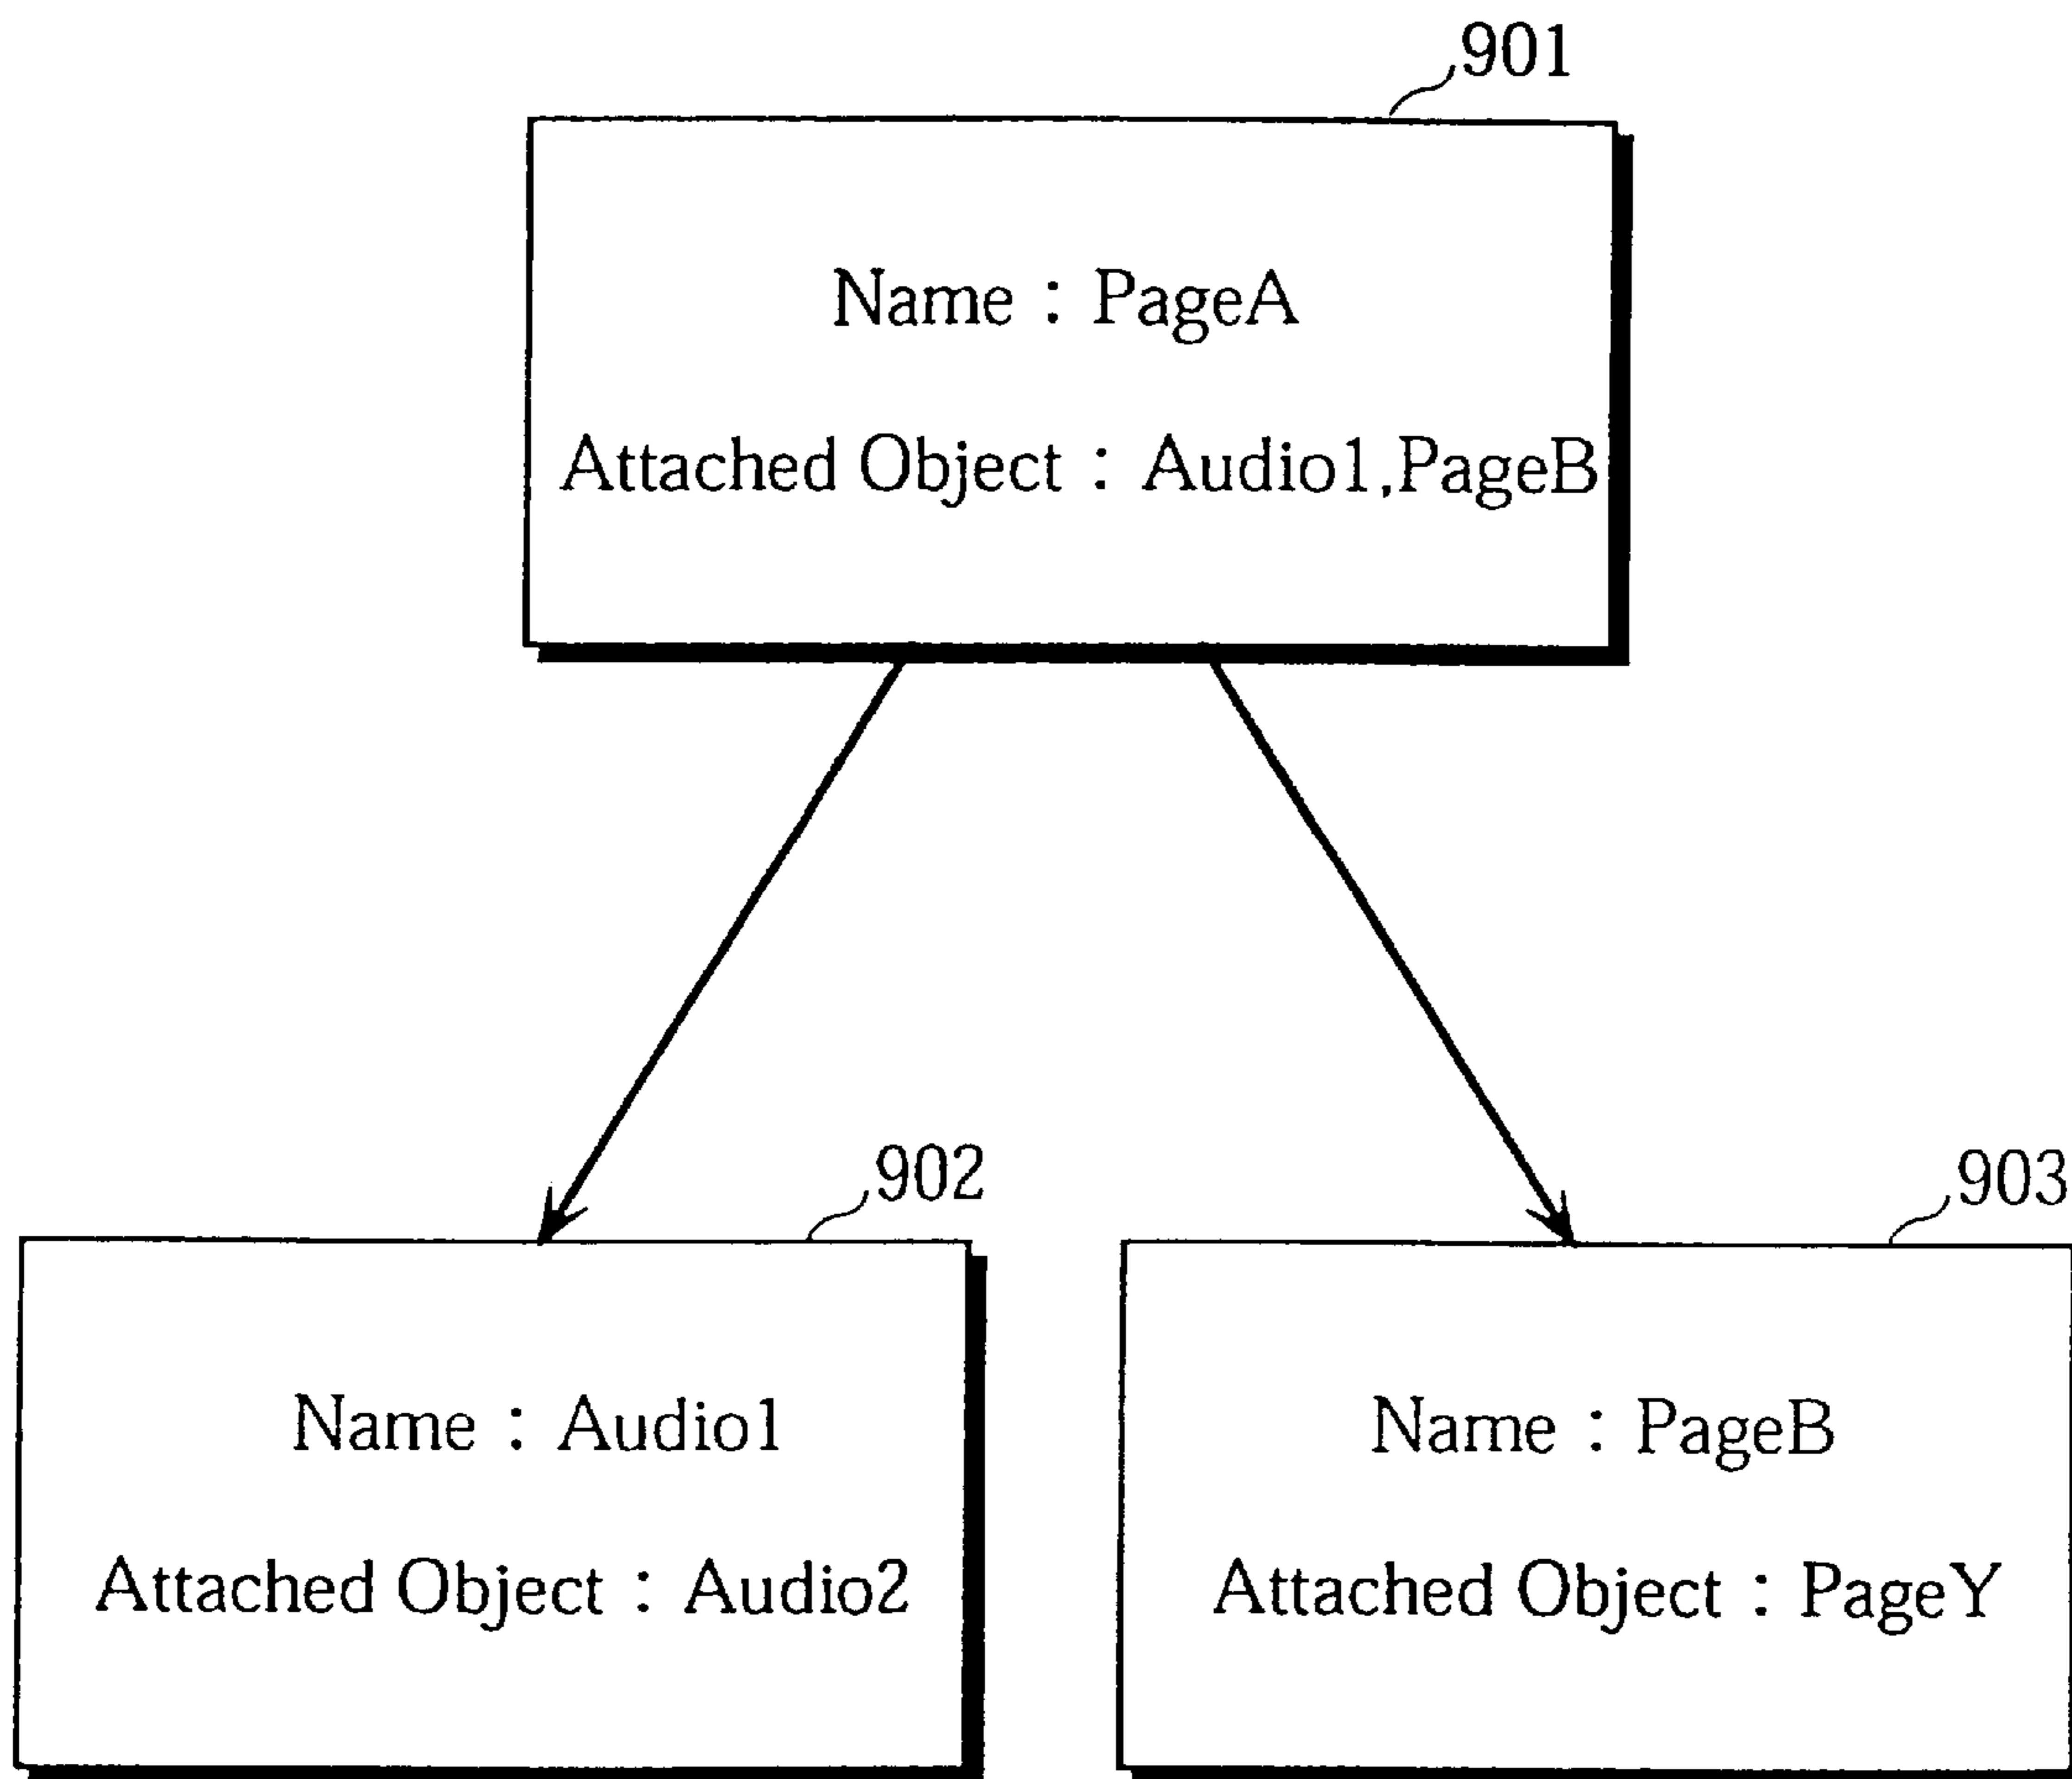 901
Name : PageA
Attached Object : Audio1,PageB
902
903
Name : Audio1
Attached Object : Audio2
Name : PageB
Attached Object : PageY